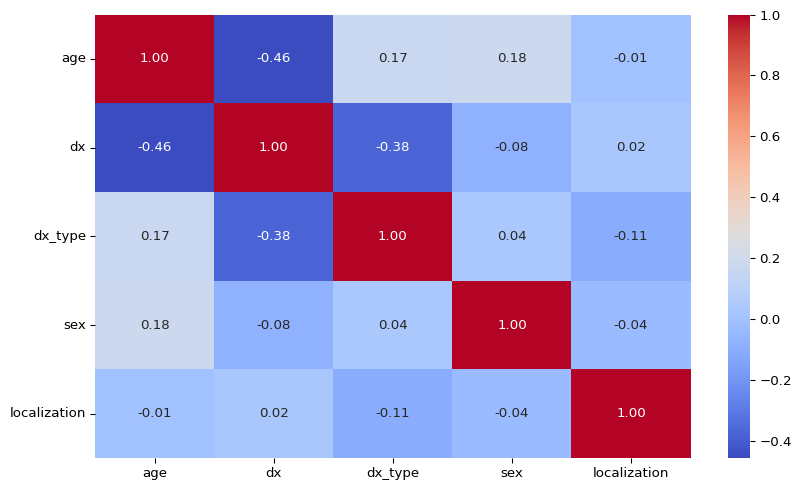 age 1.00 -0.46 0.17 0.18 -0.01
dx -0.46 1.00 -0.38 -0.08 0.02
dx_type 0.17 -0.38 1.00 0.04 -0.11
sex 0.18 -0.08 0.04 1.00 -0.04
localization -0.01 0.02 -0.11 -0.04 1.00
age dx dx_type sex localization
1.0
0.8
0.6
0.4
0.2
0.0
−0.2
−0.4